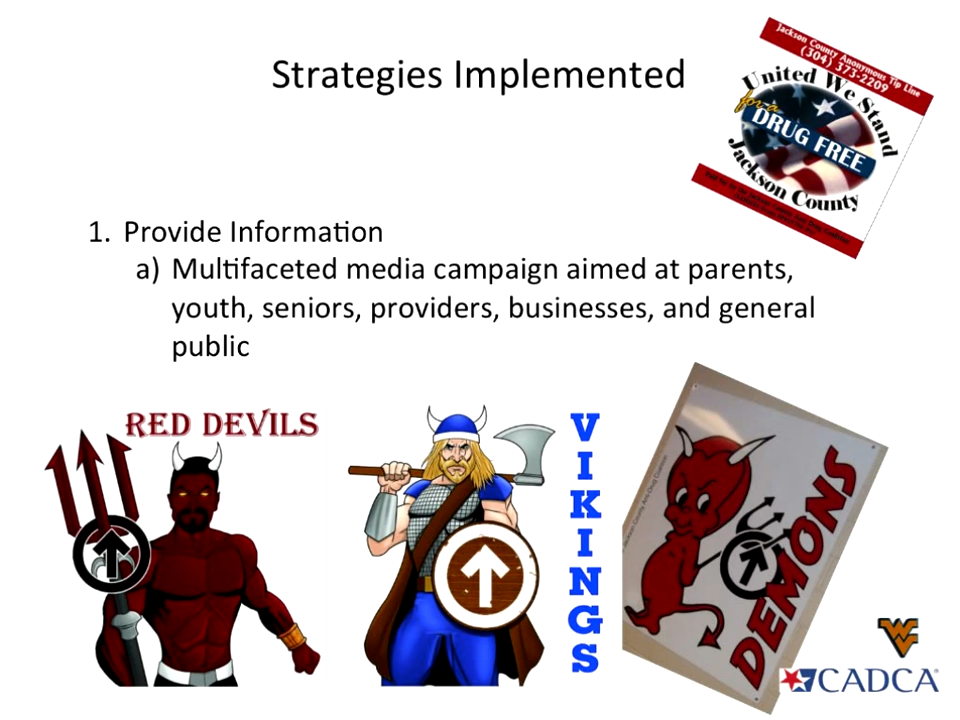 Strategies Implemented
Jackson County Anonymous Tip Line
(304) 373-2209
United We Stand
for a
DRUG FREE
Jackson County
1. Provide Information
a) Multifaceted media campaign aimed at parents,
youth, seniors, providers, businesses, and general
public
RED DEVILS
VIKINGS
DEMONS
WV
CADCA